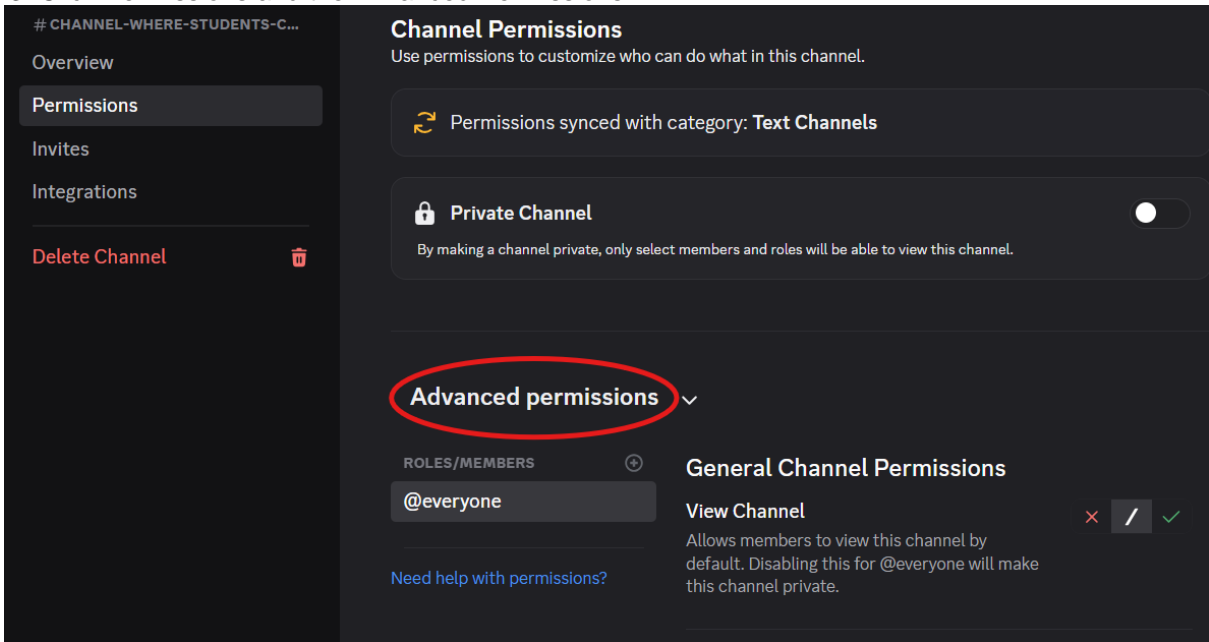 # CHANNEL-WHERE-STUDENTS-C...
Overview
Permissions
Invites
Integrations
Delete Channel
Channel Permissions
Use permissions to customize who can do what in this channel.
Permissions synced with category: Text Channels
Private Channel
By making a channel private, only select members and roles will be able to view this channel.
Advanced permissions
ROLES/MEMBERS
@everyone
Need help with permissions?
General Channel Permissions
View Channel
Allows members to view this channel by
default. Disabling this for @everyone will make
this channel private.